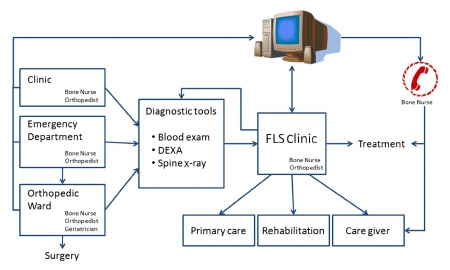 Clinic
Bone Nurse
Orthopedist
Emergency
Department
Bone Nurse
Orthopedist
Orthopedic
Ward
Bone Nurse
Orthopedist
Geriatrician
Surgery
Diagnostic tools
• Blood exam
• DEXA
• Spine x-ray
FLS Clinic
Bone Nurse
Orthopedist
Bone Nurse
Treatment
Primary care
Rehabilitation
Care giver